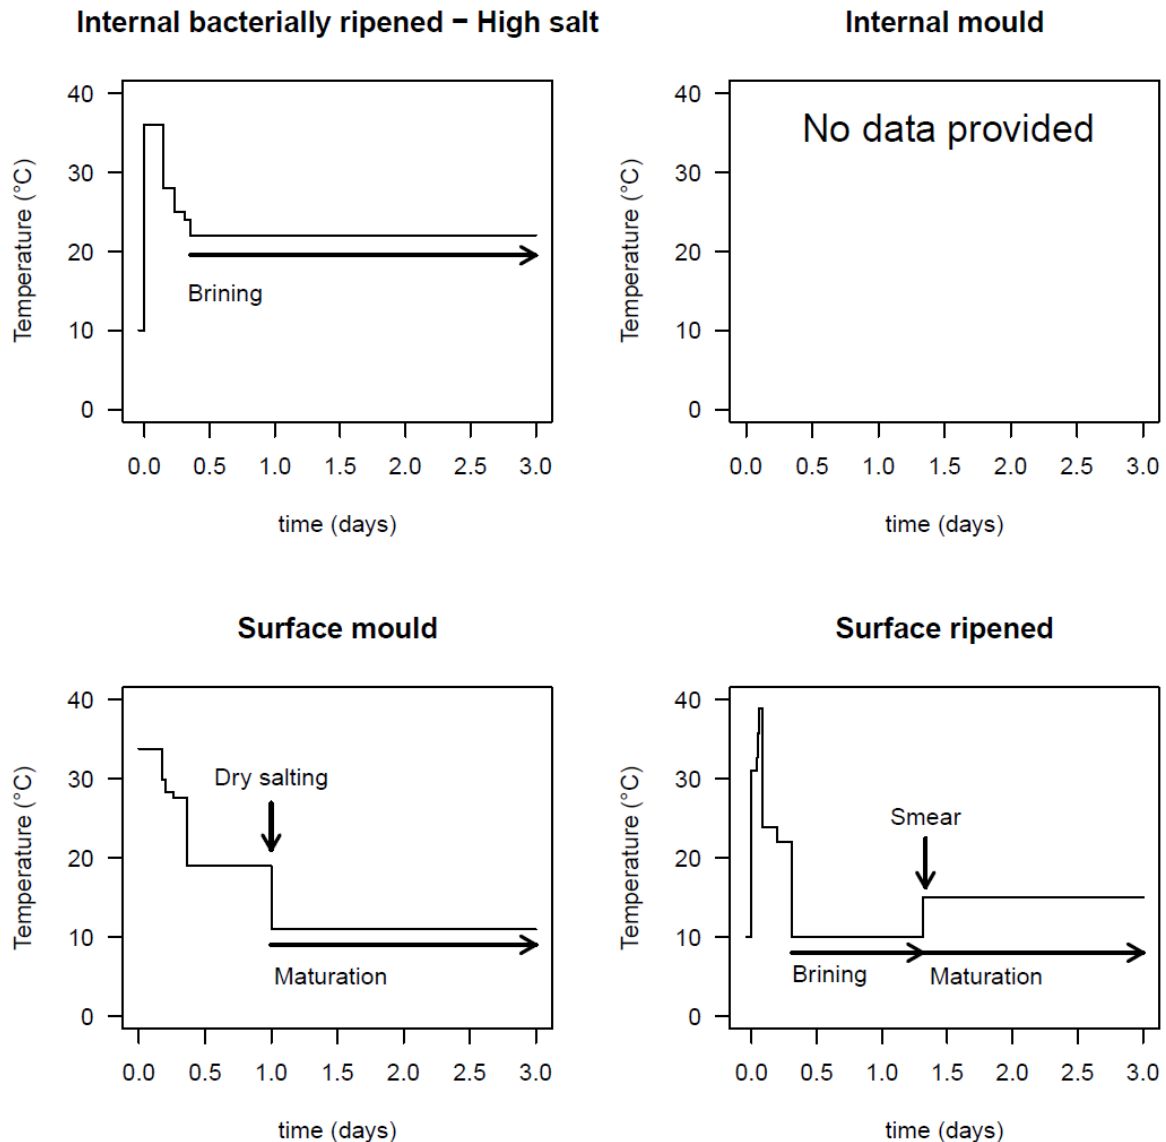 Internal bacterially ripened − High salt
Temperature (°C)
40
30
20
10
0
Brining
0.0 0.5 1.0 1.5 2.0 2.5 3.0
time (days)
Internal mould
Temperature (°C)
40
30
20
10
0
No data provided
0.0 0.5 1.0 1.5 2.0 2.5 3.0
time (days)
Surface mould
Temperature (°C)
40
30
20
10
0
Dry salting
Maturation
0.0 0.5 1.0 1.5 2.0 2.5 3.0
time (days)
Surface ripened
Temperature (°C)
40
30
20
10
0
Smear
Brining
Maturation
0.0 0.5 1.0 1.5 2.0 2.5 3.0
time (days)